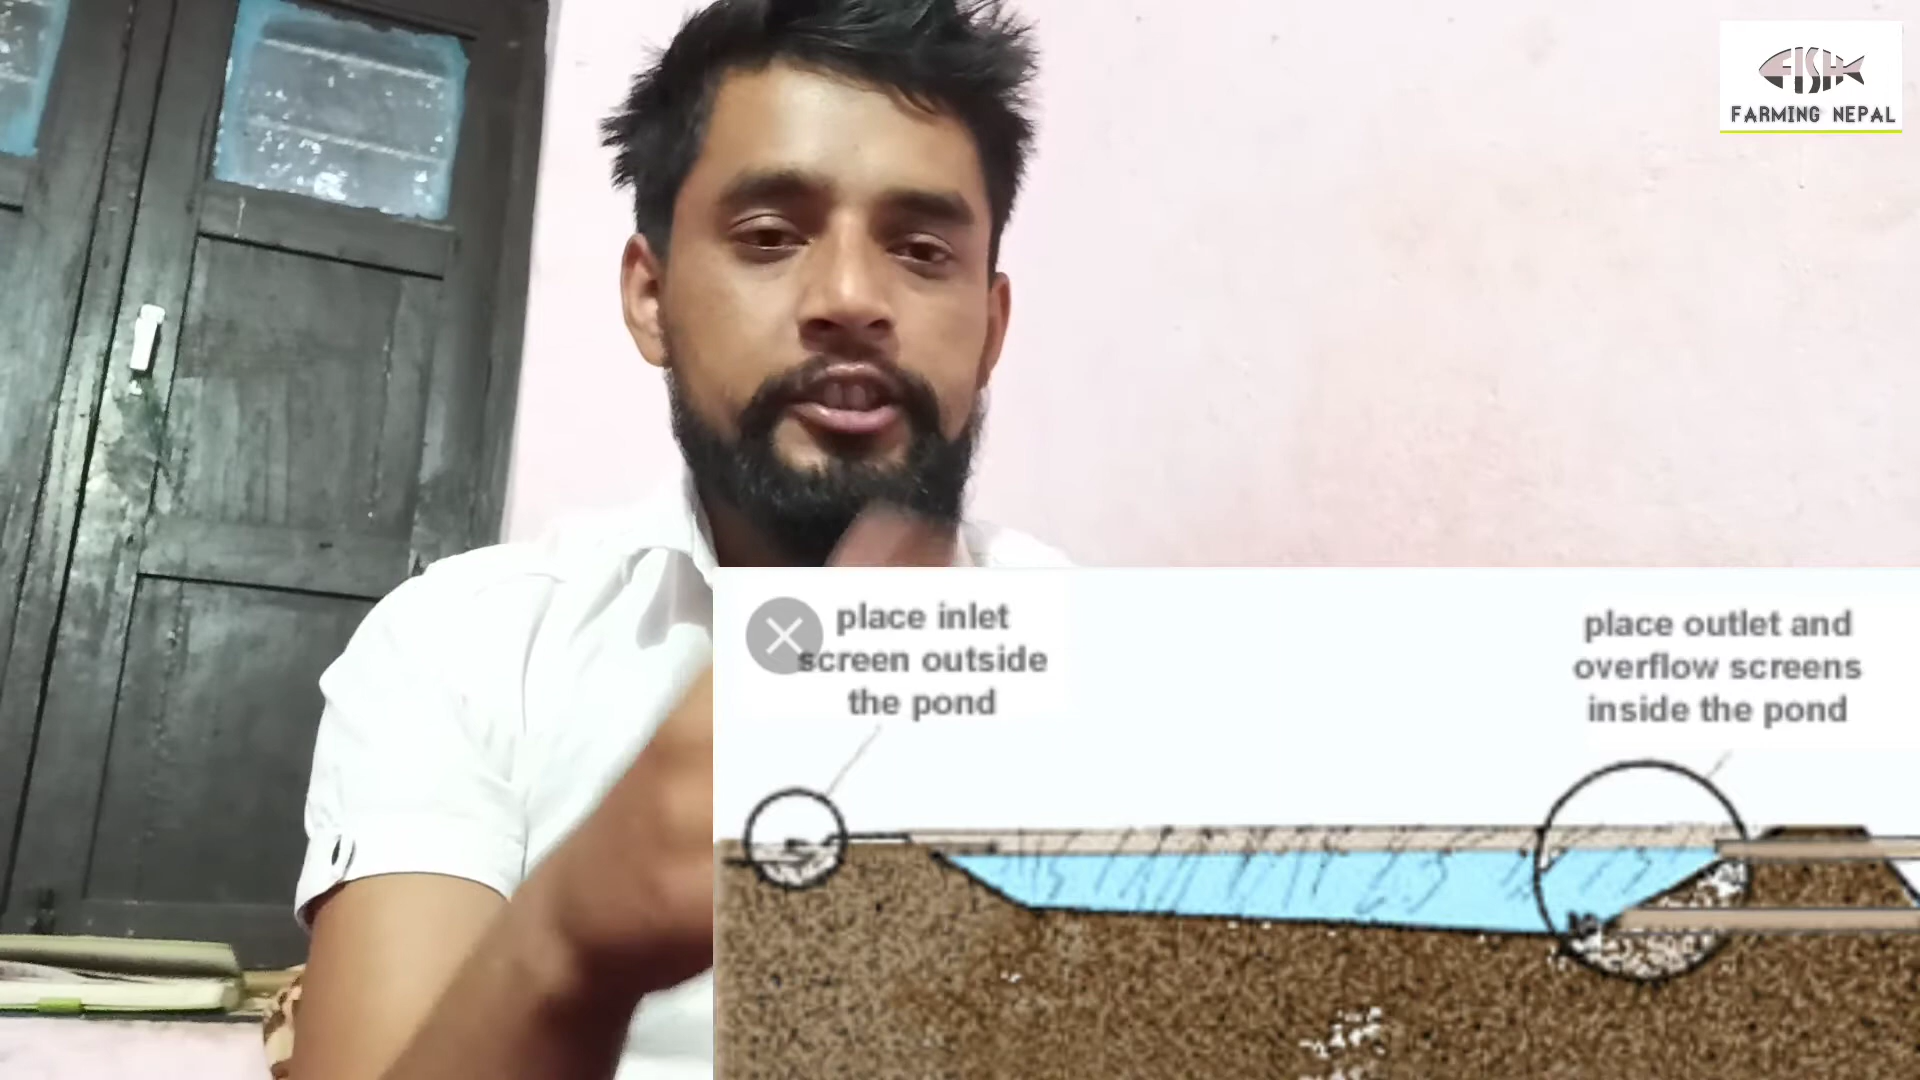 FISH
FARMING NEPAL
place inlet
screen outside
the pond
place outlet and
overflow screens
inside the pond